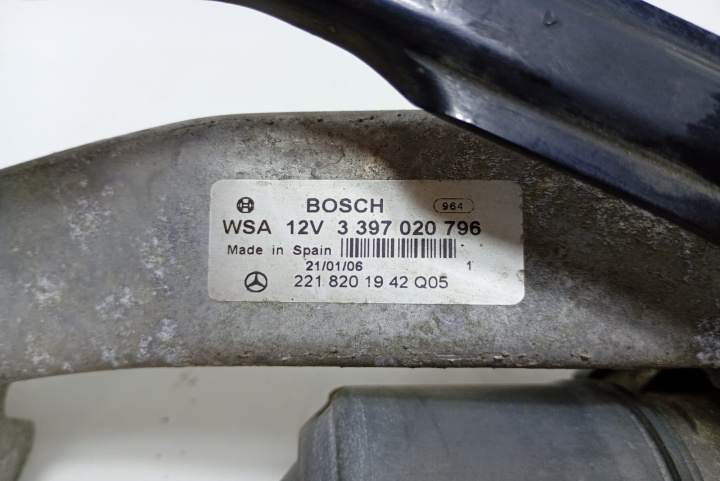 BOSCH 964
WSA 12V 3 397 020 796
Made in Spain
21/01/06 1
221 820 19 42 Q05